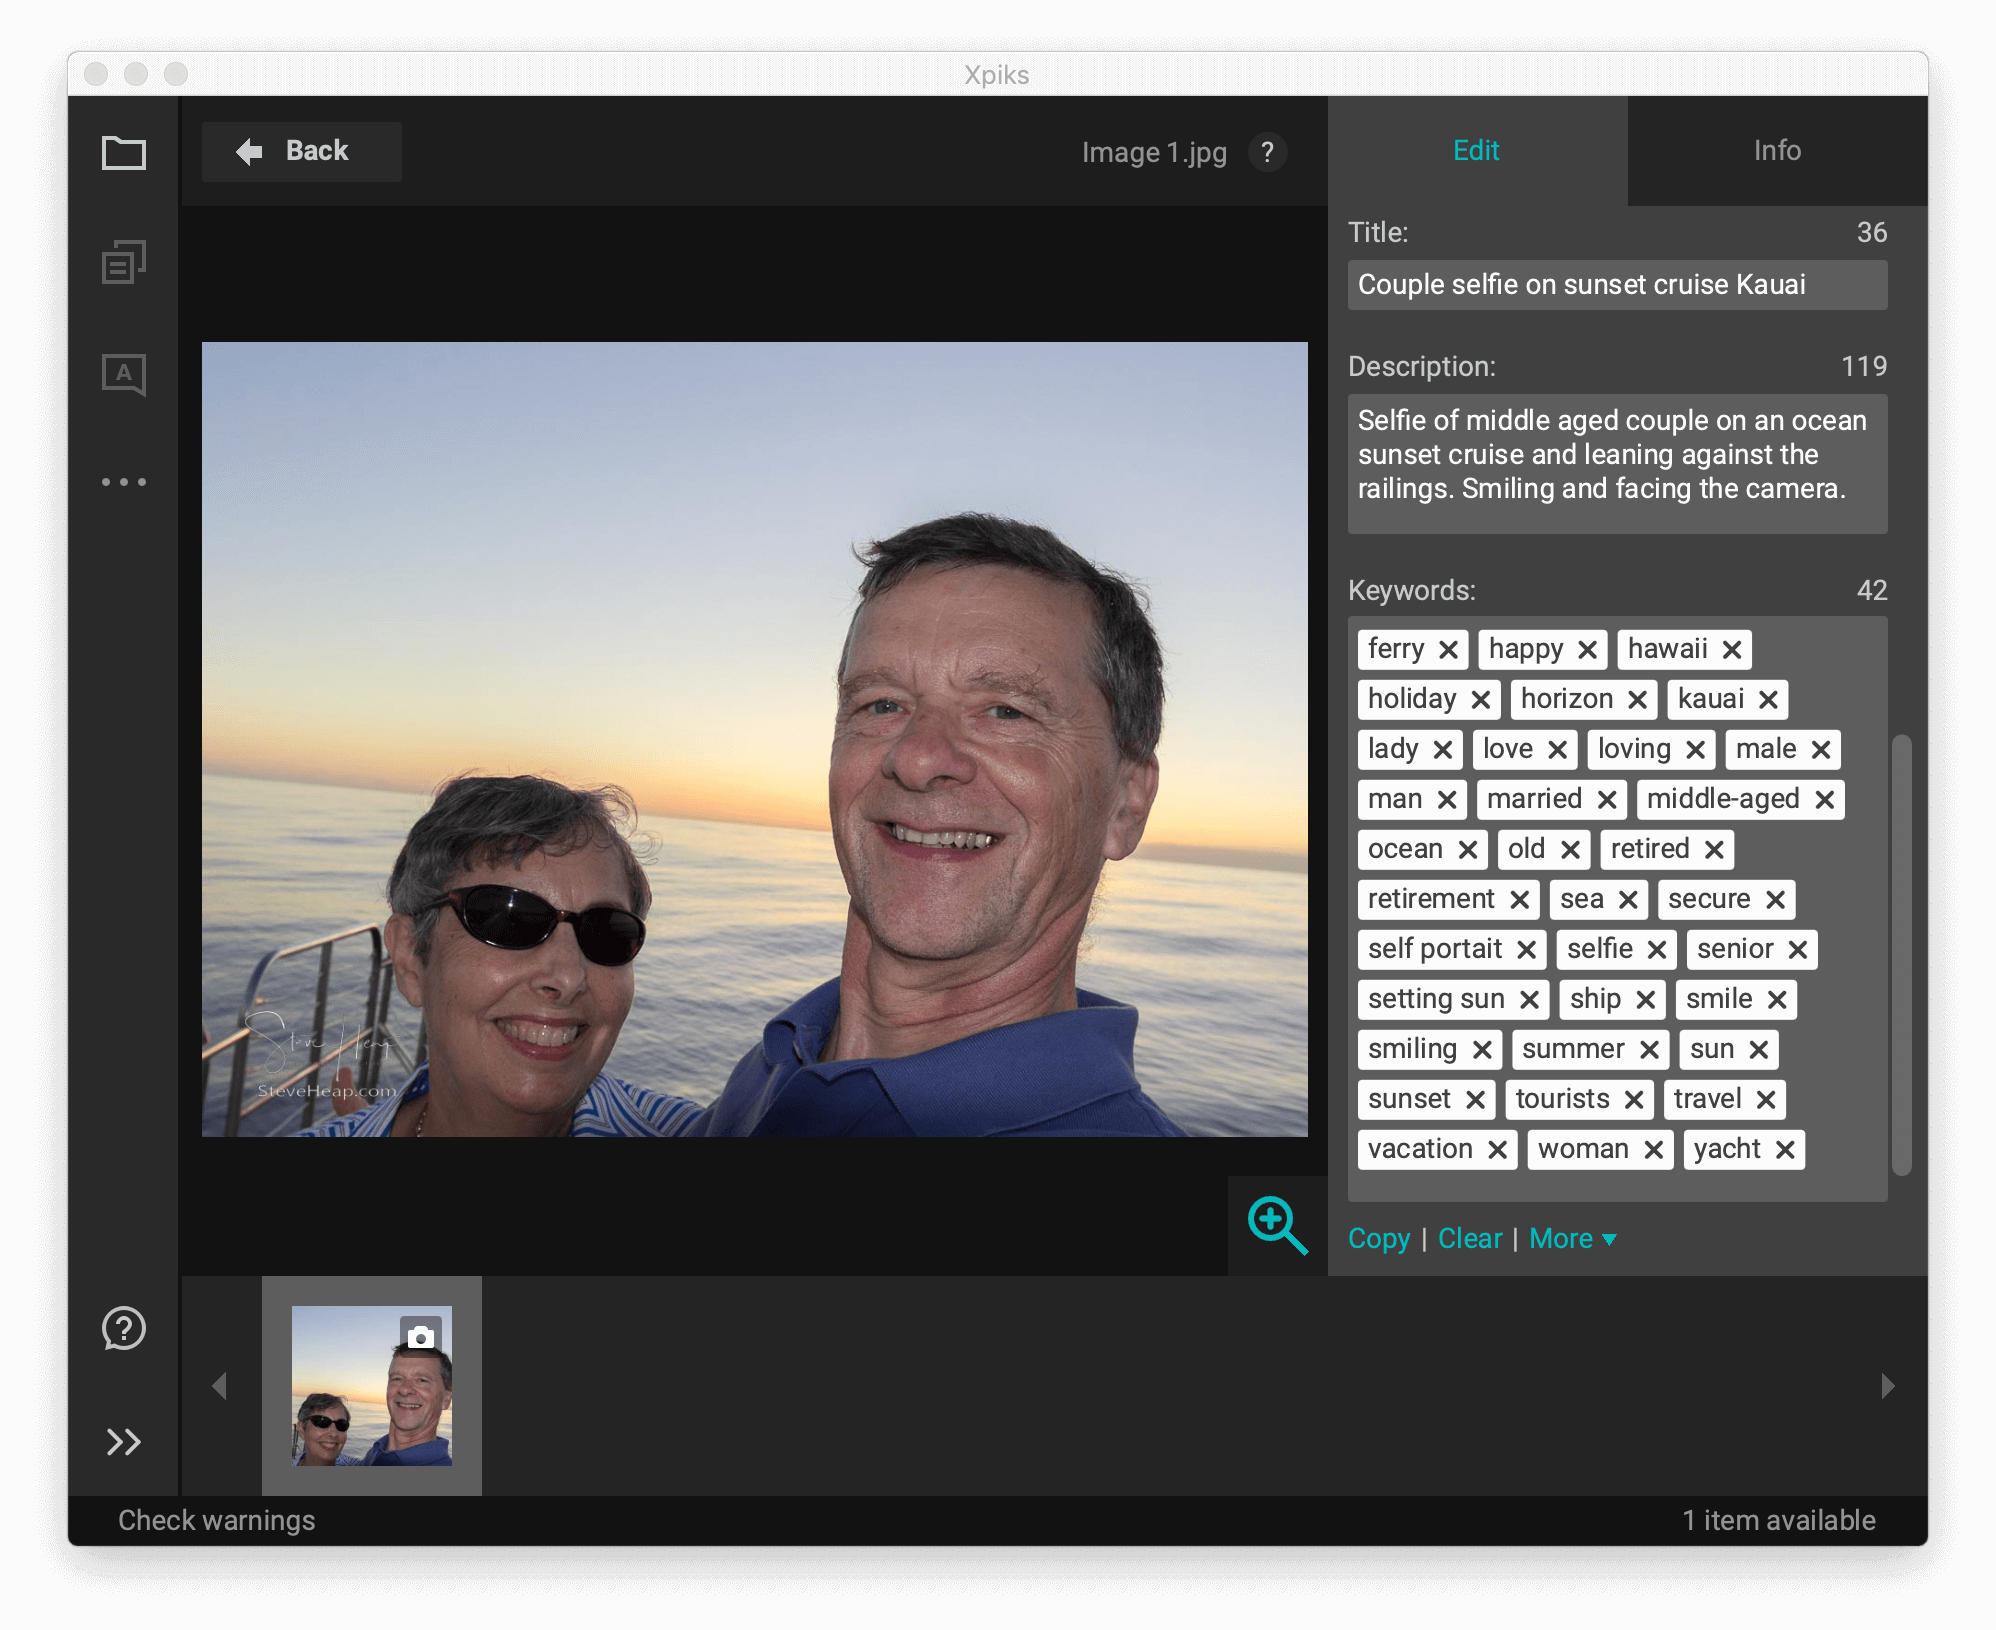 Xpiks
Back
Image 1.jpg
?
Edit
Info
Title:
36
Couple selfie on sunset cruise Kauai
Description:
119
Selfie of middle aged couple on an ocean
sunset cruise and leaning against the
railings. Smiling and facing the camera.
Keywords:
42
ferry happy hawaii
holiday horizon kauai
lady love loving male
man married middle-aged
ocean old retired
retirement sea secure
self portait selfie senior
setting sun ship smile
smiling summer sun
sunset tourists travel
vacation woman yacht
Copy | Clear | More
A
Steve Heap
SteveHeap.com
?
Check warnings
1 item available